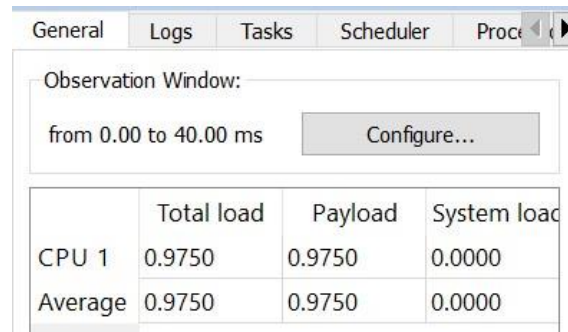 General Logs Tasks Scheduler
Observation Window:
from 0.00 to 40.00 ms Configure...
Total load Payload System
CPU 1 0.9750 0.9750 0.0000
Average 0.9750 0.9750 0.0000